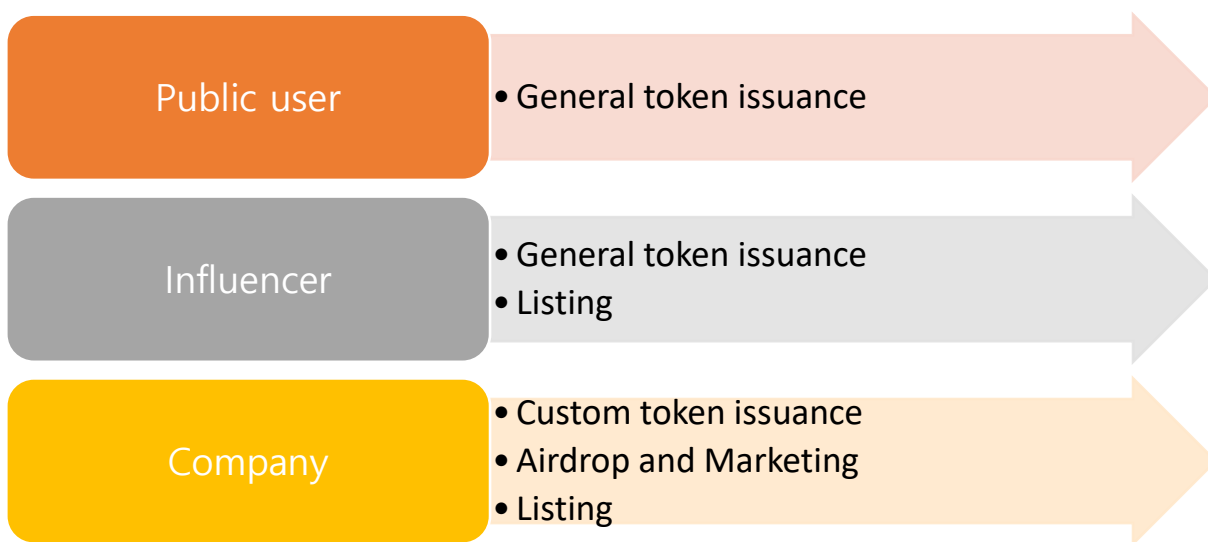 Public user
• General token issuance
Influencer
• General token issuance
• Listing
Company
• Custom token issuance
• Airdrop and Marketing
• Listing